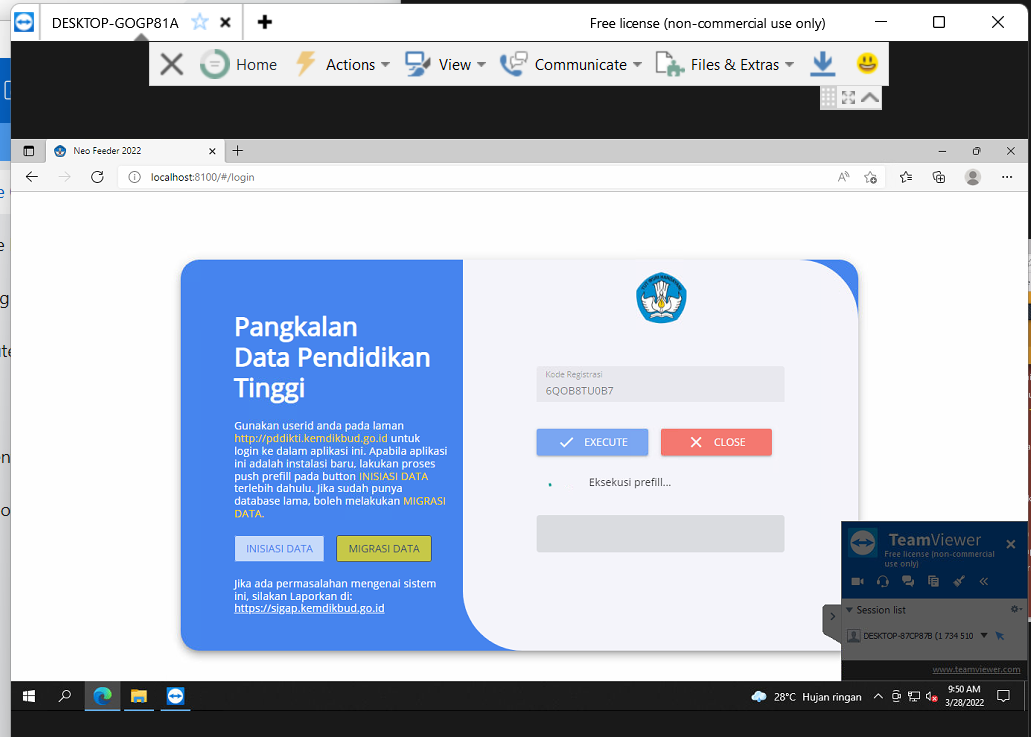 DESKTOP-GOGP81A
Free license (non-commercial use only)
Home
Actions
View
Communicate
Files & Extras
Neo Feeder 2022
localhost:8100/#/login
Pangkalan
Data Pendidikan
Tinggi
Gunakan userid anda pada laman
http://pddikti.kemdikbud.go.id untuk
login ke dalam aplikasi ini. Apabila aplikasi
ini adalah instalasi baru, lakukan proses
push prefill pada button INISIASI DATA
terlebih dahulu. Jika sudah punya
database lama, boleh melakukan MIGRASI
DATA.
INISIASI DATA
MIGRASI DATA
Jika ada permasalahan mengenai sistem
ini, silakan Laporkan di:
https://sigap.kemdikbud.go.id
Kode Registrasi
6QOB8TU0B7
EXECUTE
CLOSE
Eksekusi prefill...
TeamViewer
Free license (non-commercial
use only)
Session list
DESKTOP-87CP87B (1 734 510
www.teamviewer.com
28°C Hujan ringan
9:50 AM
3/28/2022